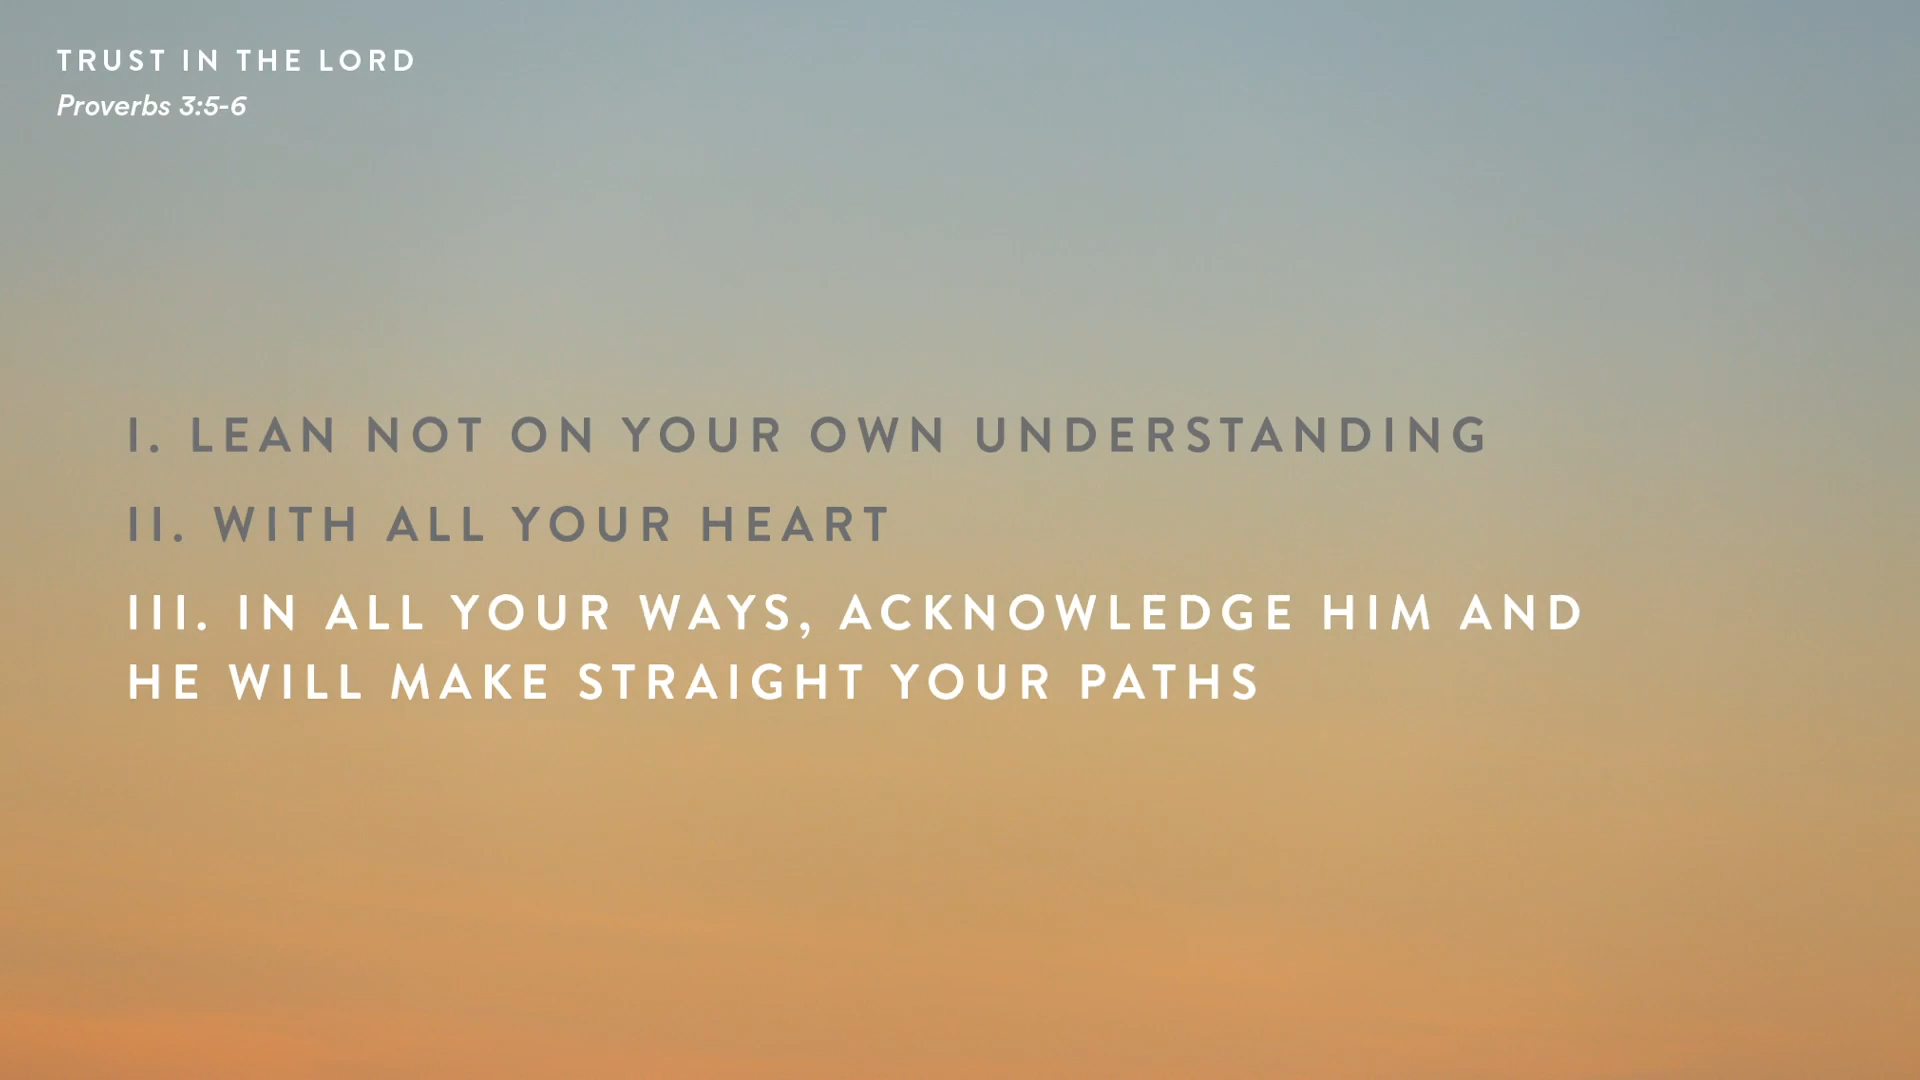 TRUST IN THE LORD
Proverbs 3:5-6
I. LEAN NOT ON YOUR OWN UNDERSTANDING
II. WITH ALL YOUR HEART
III. IN ALL YOUR WAYS, ACKNOWLEDGE HIM AND
HE WILL MAKE STRAIGHT YOUR PATHS